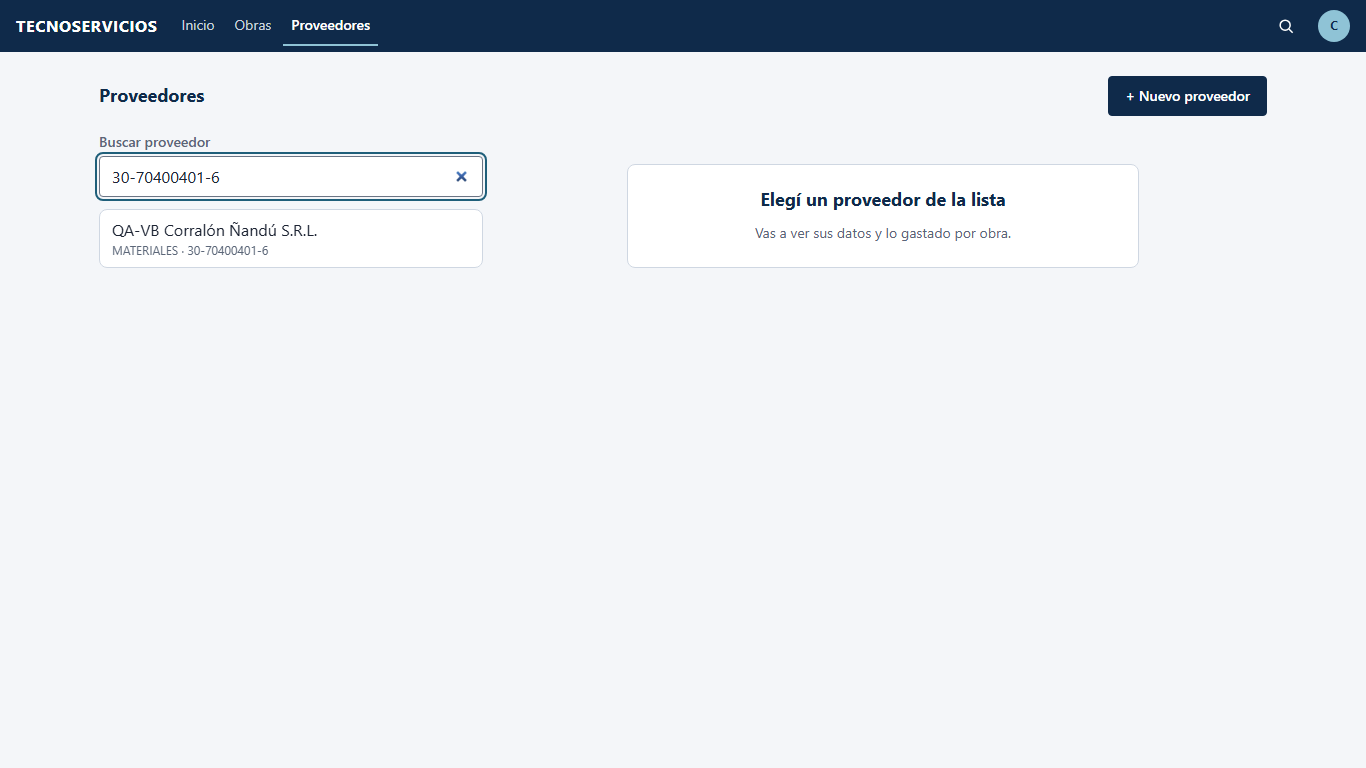 TECNOSERVICIOS Inicio Obras Proveedores C
Proveedores
+ Nuevo proveedor
Buscar proveedor
30-70400401-6
QA-VB Corralón Ñandú S.R.L.
MATERIALES · 30-70400401-6
Elegí un proveedor de la lista
Vas a ver sus datos y lo gastado por obra.